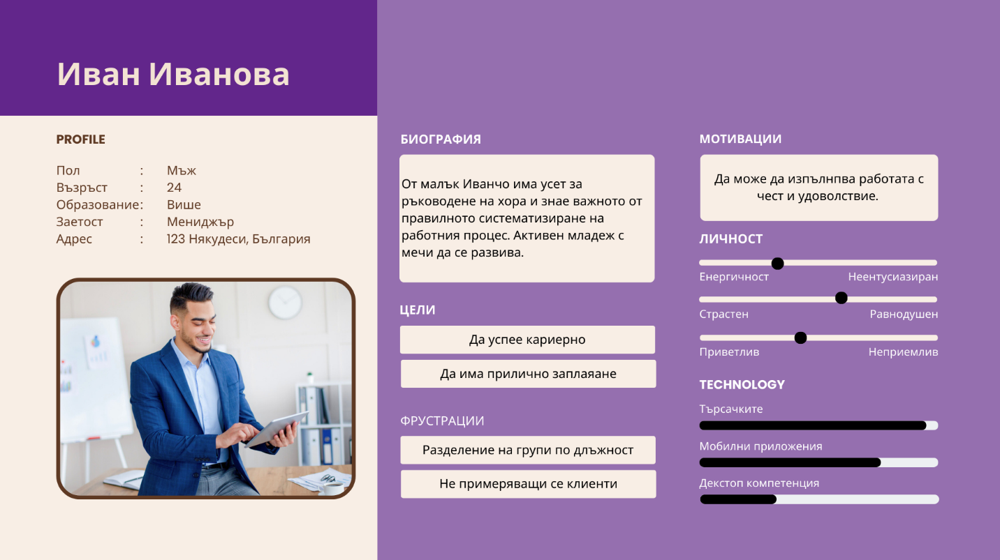 Иван Иванова
PROFILE
Пол : Мъж
Възръст : 24
Образование: Више
Заетост : Мениджър
Адрес : 123 Някудеси, България
БИОГРАФИЯ
От малък Иванчо има усет за
ръководене на хора и знае важното от
правилното систематизиране на
работния процес. Активен младеж с
мечи да се развива.
ЦЕЛИ
Да успее кариерно
Да има прилично заплаяане
ФРУСТРАЦИИ
Разделение на групи по длъжност
Не примеряващи се клиенти
МОТИВАЦИИ
Да може да изпълнпва работата с
чест и удоволствие.
ЛИЧНОСТ
Енергичност Неентусиазиран
Страстен Равнодушен
Приветлив Неприемлив
TECHNOLOGY
Търсачките
Мобилни приложения
Декстоп компетенция